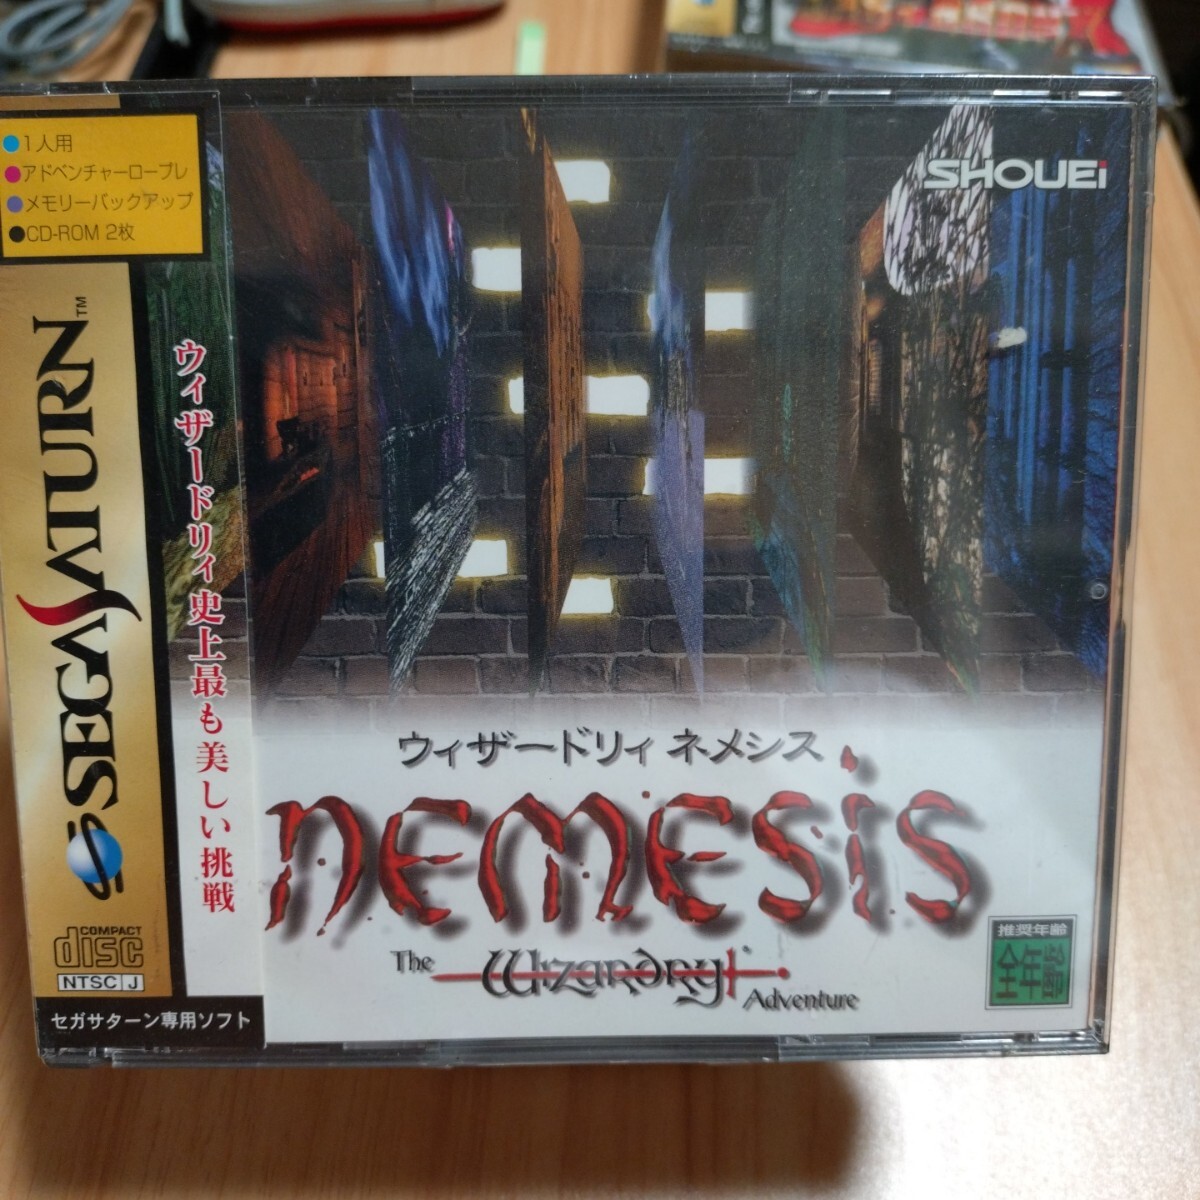 ●1人用
●アドベンチャーロープレ
●メモリーバックアップ
●CD-ROM 2枚
SEGA SATURN™
ウィザードリィ史上最も美しい挑戦
COMPACT
disc
NTSC J
セガサターン専用ソフト
SHOUEi
ウィザードリィ ネメシス
NEMESIS
The Wizardry Adventure
推奨年齢
全年齢